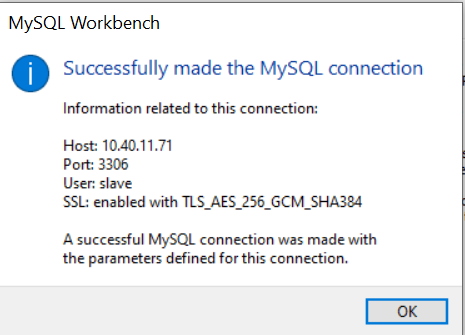 MySQL Workbench
Successfully made the MySQL connection
Information related to this connection:
Host: 10.40.11.71
Port: 3306
User: slave
SSL: enabled with TLS_AES_256_GCM_SHA384
A successful MySQL connection was made with
the parameters defined for this connection.
OK